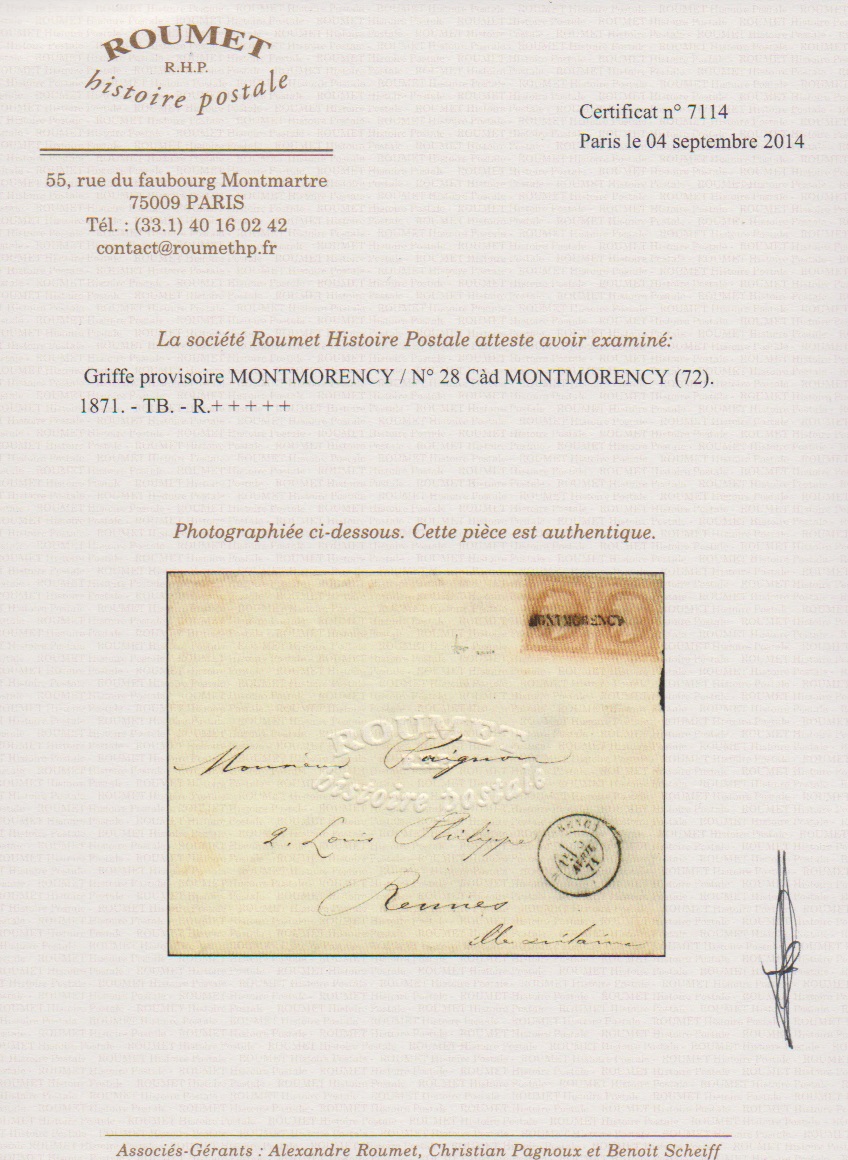 ROUMET
R.H.P.
histoire postale
Certificat n° 7114
Paris le 04 septembre 2014
55, rue du faubourg Montmartre
75009 PARIS
Tél. : (33.1) 40 16 02 42
contact@roumethp.fr
La société Roumet Histoire Postale atteste avoir examiné:
Griffe provisoire MONTMORENCY / N° 28 Càd MONTMORENCY (72).
1871. - TB. - R.+ + + + +
Photographiée ci-dessous. Cette pièce est authentique.
MONTMORENCY
ROUMET
histoire postale
Monsieur Paignon
2. Louis Philippe
AVRIL
71
Rennes
Ille et vilaine
Associés-Gérants : Alexandre Roumet, Christian Pagnoux et Benoit Scheiff